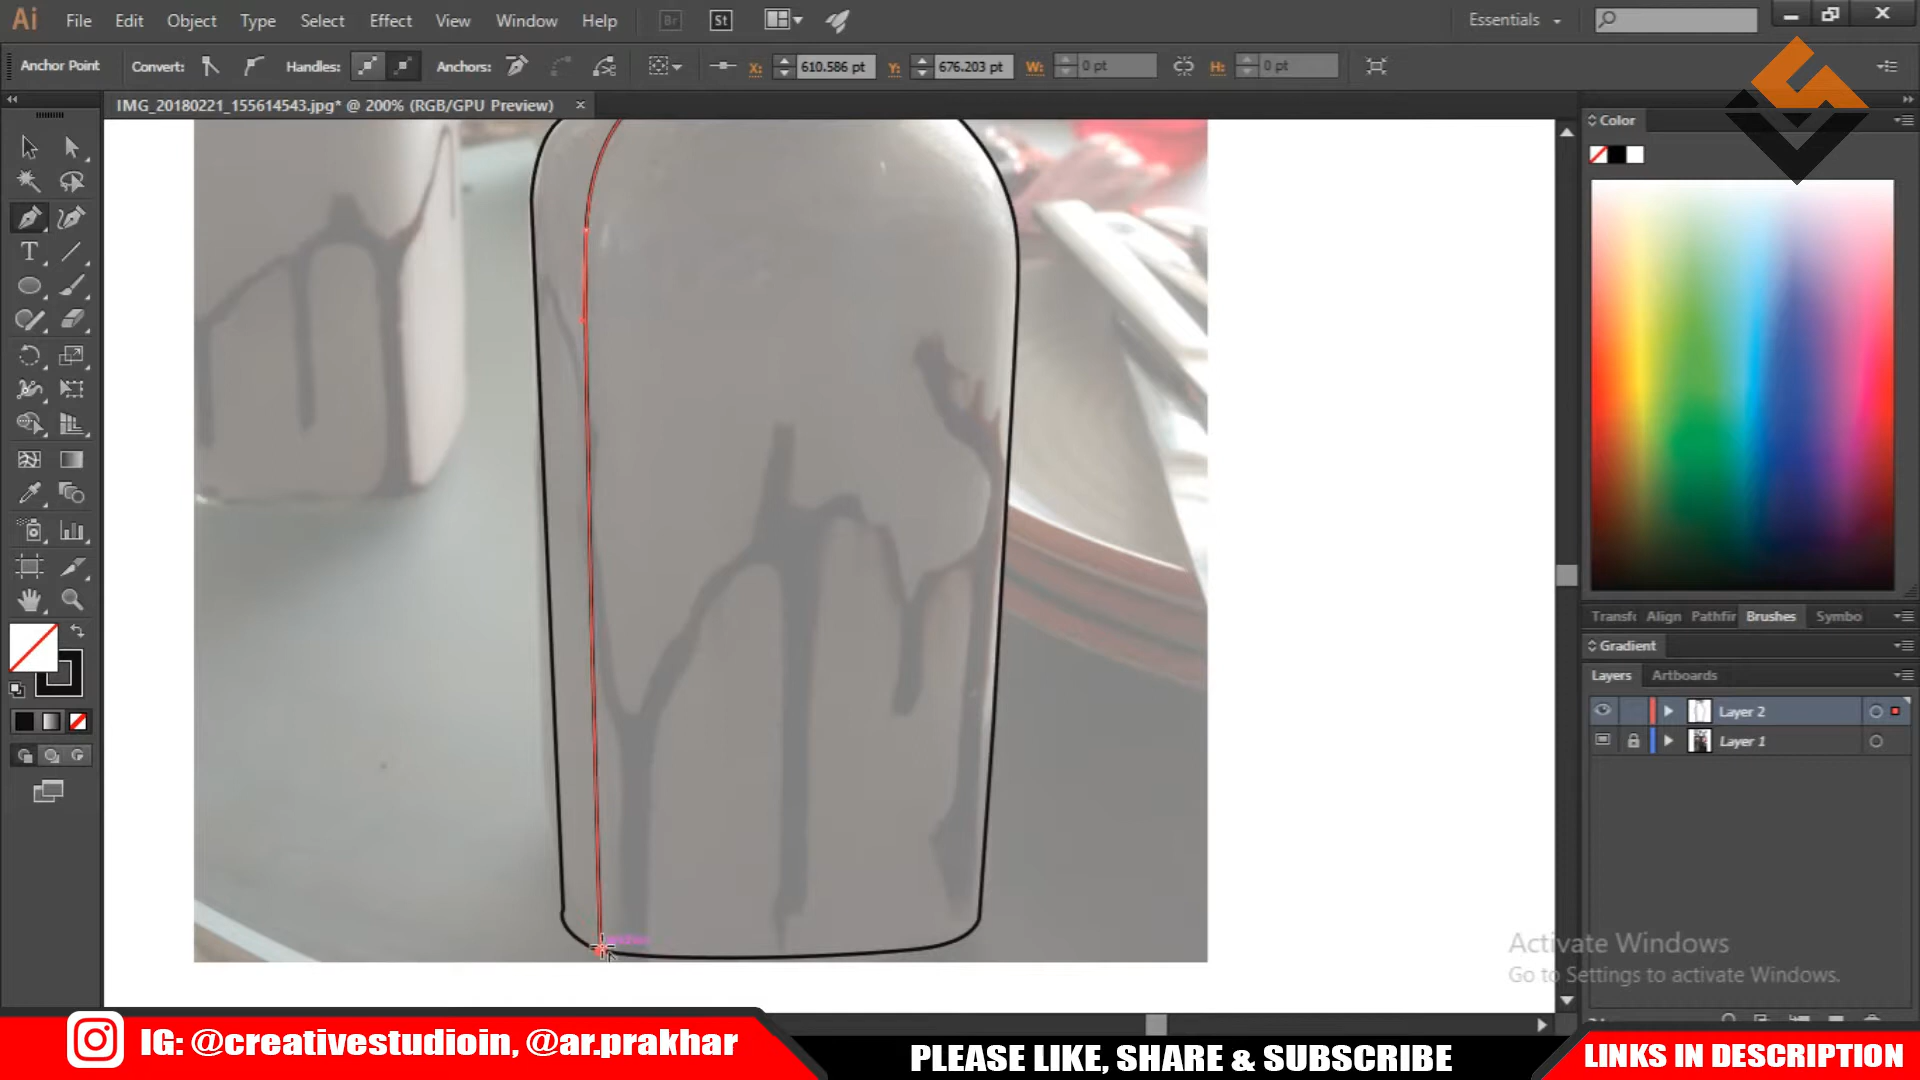 Ai File Edit Object Type Select Effect View Window Help Br St Essentials
Anchor Point Convert: Handles: Anchors: X: 610.586 pt Y: 676.203 pt W: 0 pt H: 0 pt
IMG_20180221_155614543.jpg* @ 200% (RGB/GPU Preview)
Color
Transf Align Pathfir Brushes Symbo
Gradient
Layers Artboards
Layer 2
Layer 1
Activate Windows
Go to Settings to activate Windows.
IG: @creativestudioin, @ar.prakhar
PLEASE LIKE, SHARE & SUBSCRIBE
LINKS IN DESCRIPTION